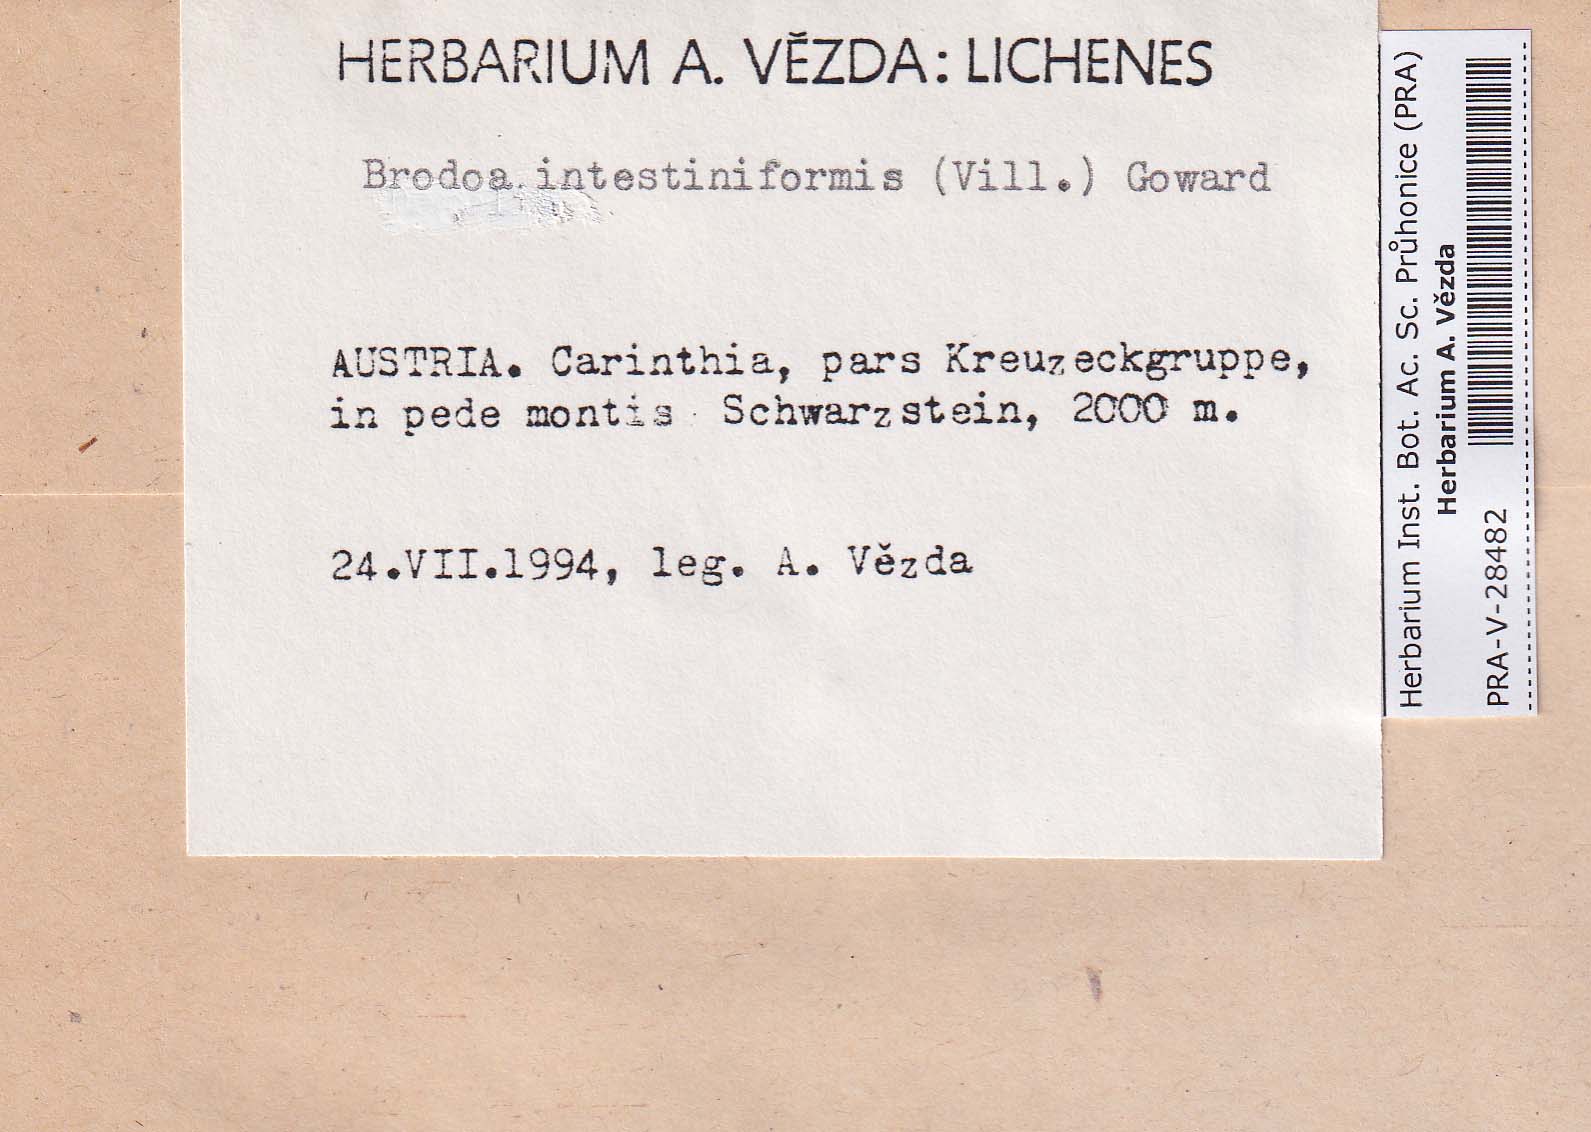 HERBARIUM A. VĚZDA: LICHENES
Brodoa intestiniformis (Vill.) Goward
AUSTRIA. Carinthia, pars Kreuzeckgruppe,
in pede montis Schwarzstein, 2000 m.
24.VII.1994, leg. A. Vězda
Herbarium Inst. Bot. Ac. Sc. Průhonice (PRA)
Herbarium A. Vězda
PRA-V-28482